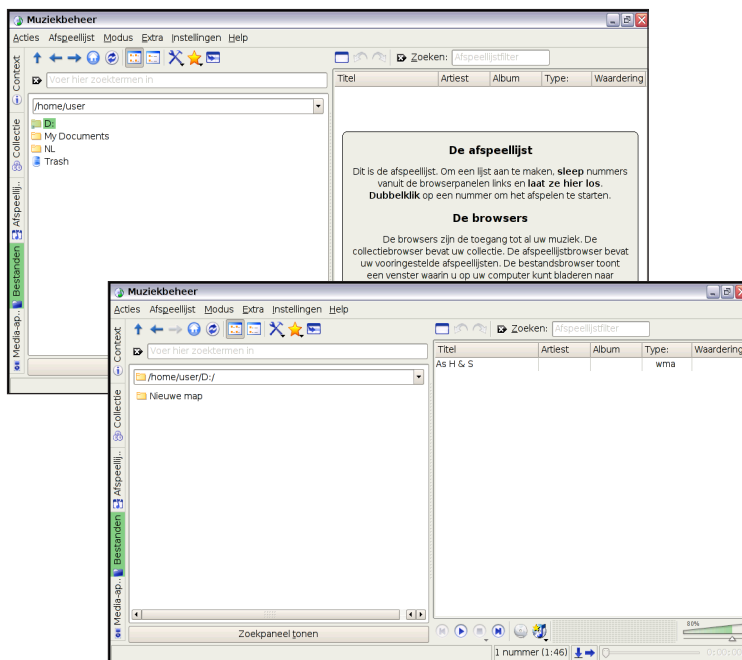 Muziekbeheer
Acties Afspeellijst Modus Extra Instellingen Help
Zoeken: Afspeellijstfilter
Voer hier zoektermen in
Titel Artiest Album Type: Waardering
/home/user
D:
My Documents
NL
Trash
Context
Collectie
Afspeellij..
Bestanden
Media-ap..
De afspeellijst
Dit is de afspeellijst. Om een lijst aan te maken, sleep nummers
vanuit de browserpanelen links en laat ze hier los.
Dubbelklik op een nummer om het afspelen te starten.
De browsers
De browsers zijn de toegang tot al uw muziek. De
collectiebrowser bevat uw collectie. De afspeellijstbrowser bevat
uw vooringestelde afspeellijsten. De bestandsbrowser toont
een venster waarin u op uw computer kunt bladeren naar
Muziekbeheer
Acties Afspeellijst Modus Extra Instellingen Help
Zoeken: Afspeellijstfilter
Voer hier zoektermen in
Titel Artiest Album Type: Waardering
As H & S wma
/home/user/D:/
Nieuwe map
Context
Collectie
Afspeellij..
Bestanden
Media-ap..
80%
Zoekpaneel tonen
1 nummer (1:46) 0:00:00